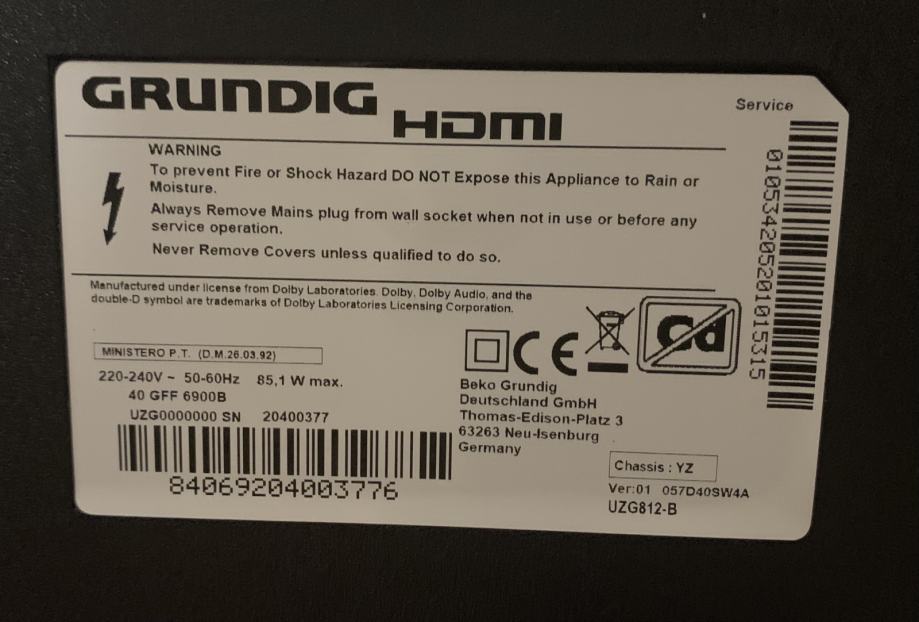 GRUNDIG
HDMI
Service
WARNING
To prevent Fire or Shock Hazard DO NOT Expose this Appliance to Rain or
Moisture.
Always Remove Mains plug from wall socket when not in use or before any
service operation.
Never Remove Covers unless qualified to do so.
010534205201015315
Manufactured under license from Dolby Laboratories. Dolby, Dolby Audio, and the
double-D symbol are trademarks of Dolby Laboratories Licensing Corporation.
CE
Pb
MINISTERO P.T. (D.M.26.03.92)
220-240V ~ 50-60Hz 85,1 W max.
40 GFF 6900B
UZG0000000 SN 20400377
84069204003776
Beko Grundig
Deutschland GmbH
Thomas-Edison-Platz 3
63263 Neu-Isenburg
Germany
Chassis : YZ
Ver:01 057D40SW4A
UZG812-B